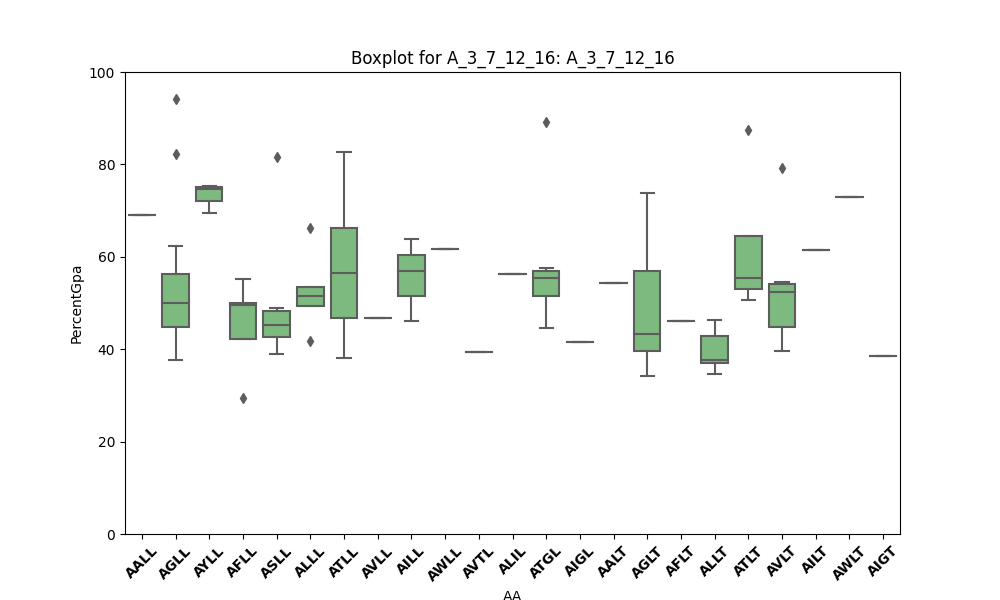 Boxplot for A_3_7_12_16: A_3_7_12_16
100
80
60
40
20
0
PercentGpa
AALL AGLL AYLL AFLL ASLL ALLL ATLL AVLL AILL AWLL AVTL ALIL ATGL AIGL AALT AGLT AFLT ALLT ATLT AVLT AILT AWLT AIGT
AA